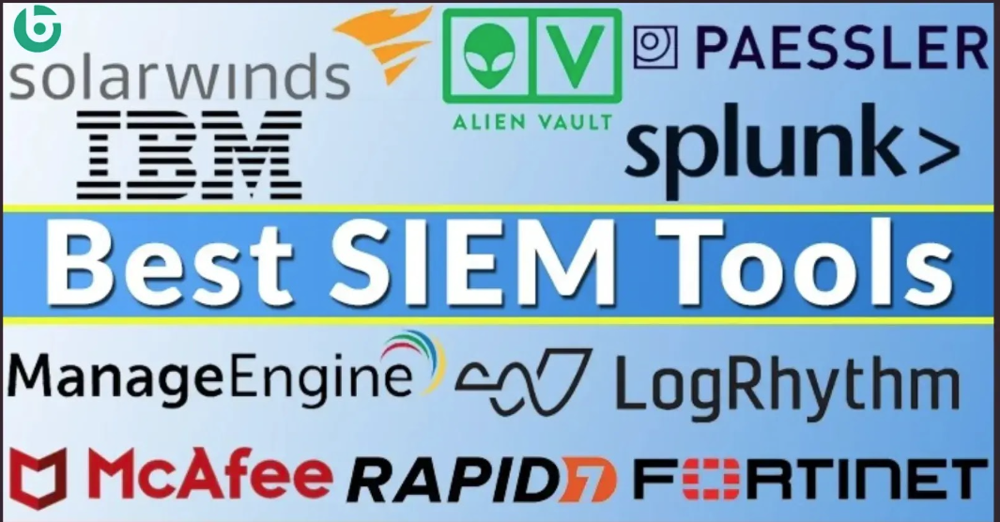 solarwinds
ALIEN VAULT
PAESSLER
IBM
splunk>
Best SIEM Tools
ManageEngine
LogRhythm
McAfee
RAPID7
FORTINET